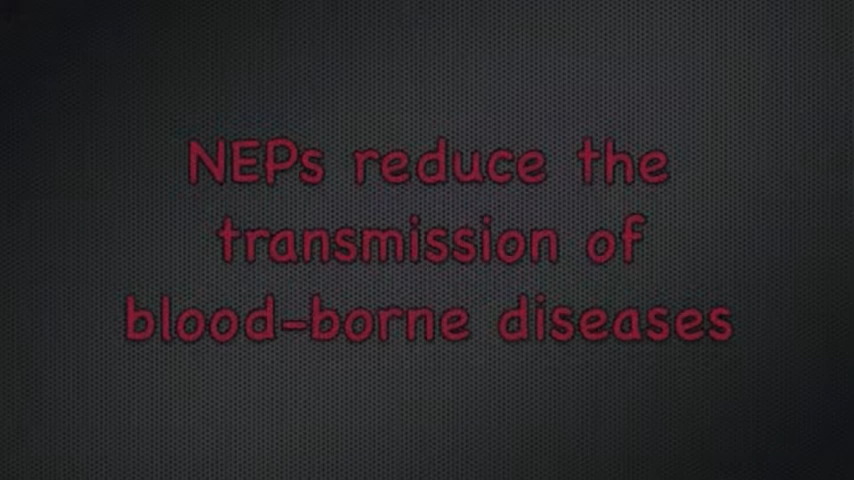 NEPs reduce the
transmission of
blood-borne diseases